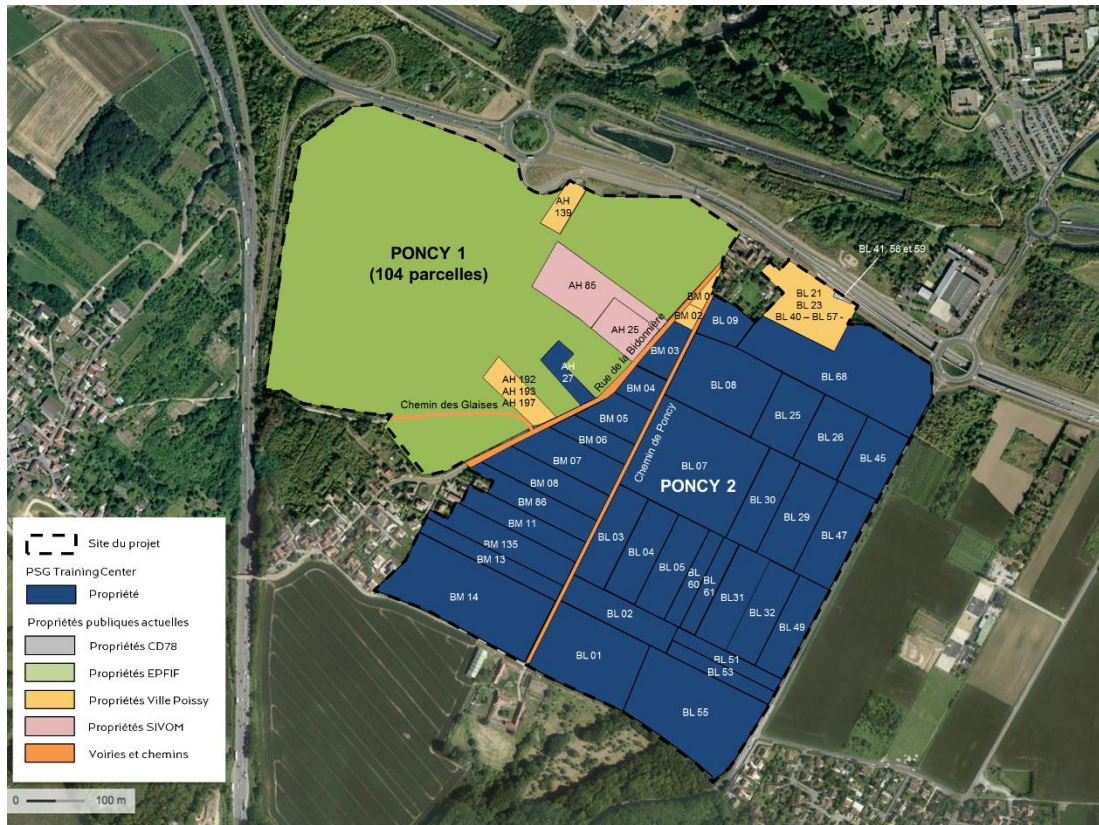 AH
139
BL 41, 58 et 59
PONCY 1
(104 parcelles)
AH 85
BM 0
BM 02
BL 21
BL 23
BL 40 – BL 57 -
AH 25
Rue de la Bidonnière
BL 09
BM 03
AH
27
BL 68
AH 192
AH 193
AH 197
BM 04
BL 08
Chemin des Glaises
BM 05
BL 25
BM 06
BL 26
Chemin de Poncy
BL 45
BM 07
BL 07
PONCY 2
BM 08
BL 30
BM 86
BL 29
BM 11
BL 03
BL 47
BM 135
BL 04
BM 13
BL 05
BL
60
BL
61
BM 14
BL 02
BL31
BL 32
BL 49
BL 01
BL 51
BL 53
BL 55
Site du projet
PSG TrainingCenter
Propriété
Propriétés publiques actuelles
Propriétés CD78
Propriétés EPFIF
Propriétés Ville Poissy
Propriétés SIVOM
Voiries et chemins
0 100 m